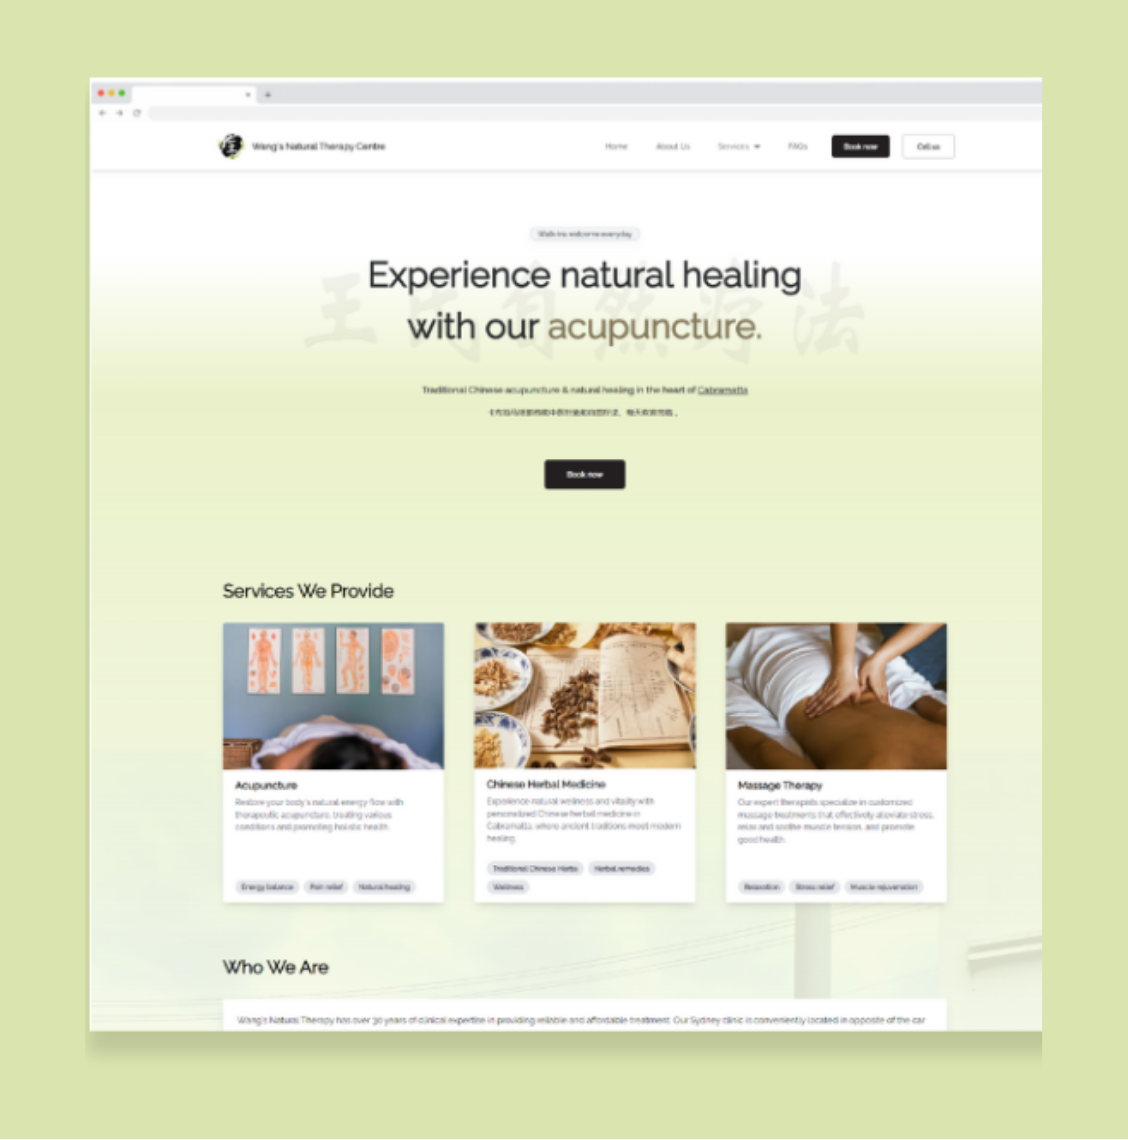 Wang's Natural Therapy Centre
Home About Us Services FAQs Book now Call us
Walk-ins welcome everyday
王氏自然疗法
Experience natural healing
with our acupuncture.
Traditional Chinese acupuncture & natural healing in the heart of Cabramatta
Book now
Services We Provide
Acupuncture
Restore your body's natural energy flow with
therapeutic acupuncture, treating various
conditions and promoting holistic health.
Energy balance Pain relief Natural healing
Chinese Herbal Medicine
Experience natural wellness and vitality with
personalized Chinese herbal medicine in
Cabramatta, where ancient traditions meet modern
healing.
Traditional Chinese Herbs Herbal remedies
Wellness
Massage Therapy
Our expert therapists specialize in customized
massage treatments that effectively alleviate stress,
relax and soothe muscle tension, and promote
good health.
Relaxation Stress relief Muscle rejuvenation
Who We Are
Wang's Natural Therapy has over 30 years of clinical expertise in providing reliable and affordable treatment. Our Sydney clinic is conveniently located in opposite of the car